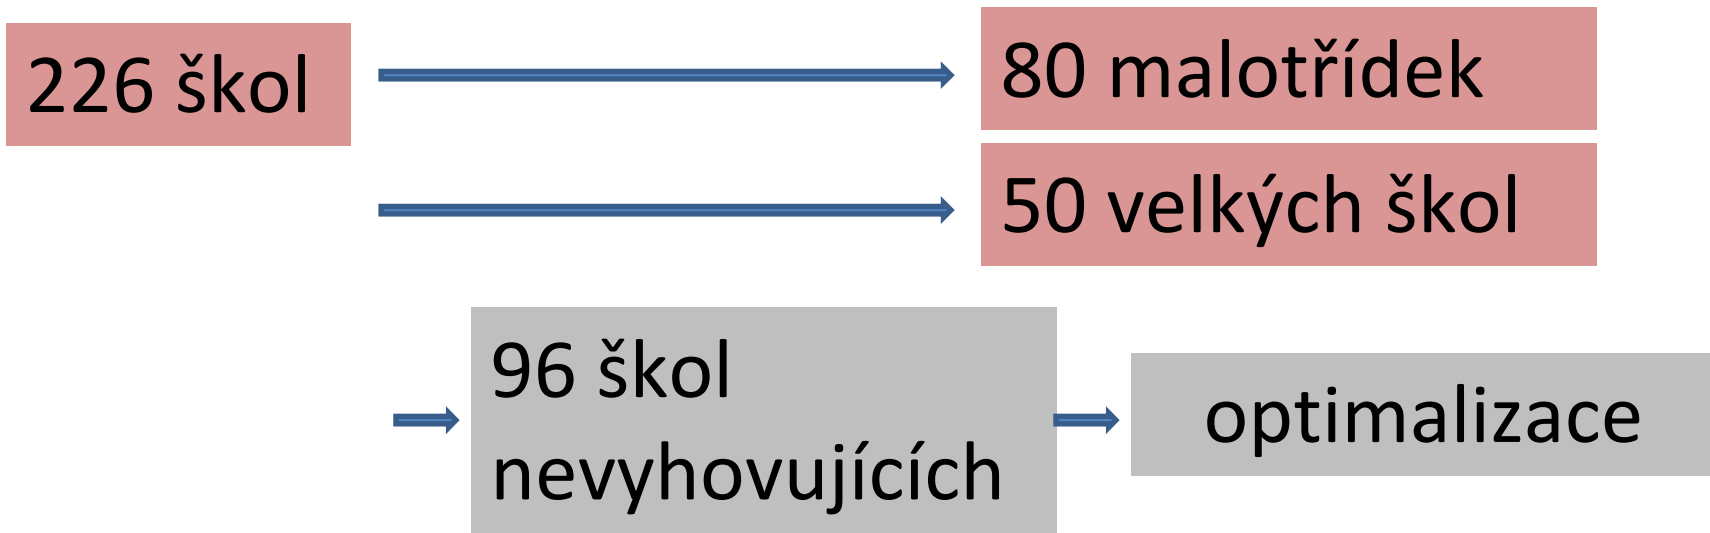 226 škol
80 malotřídek
50 velkých škol
96 škol
nevyhovujících
optimalizace